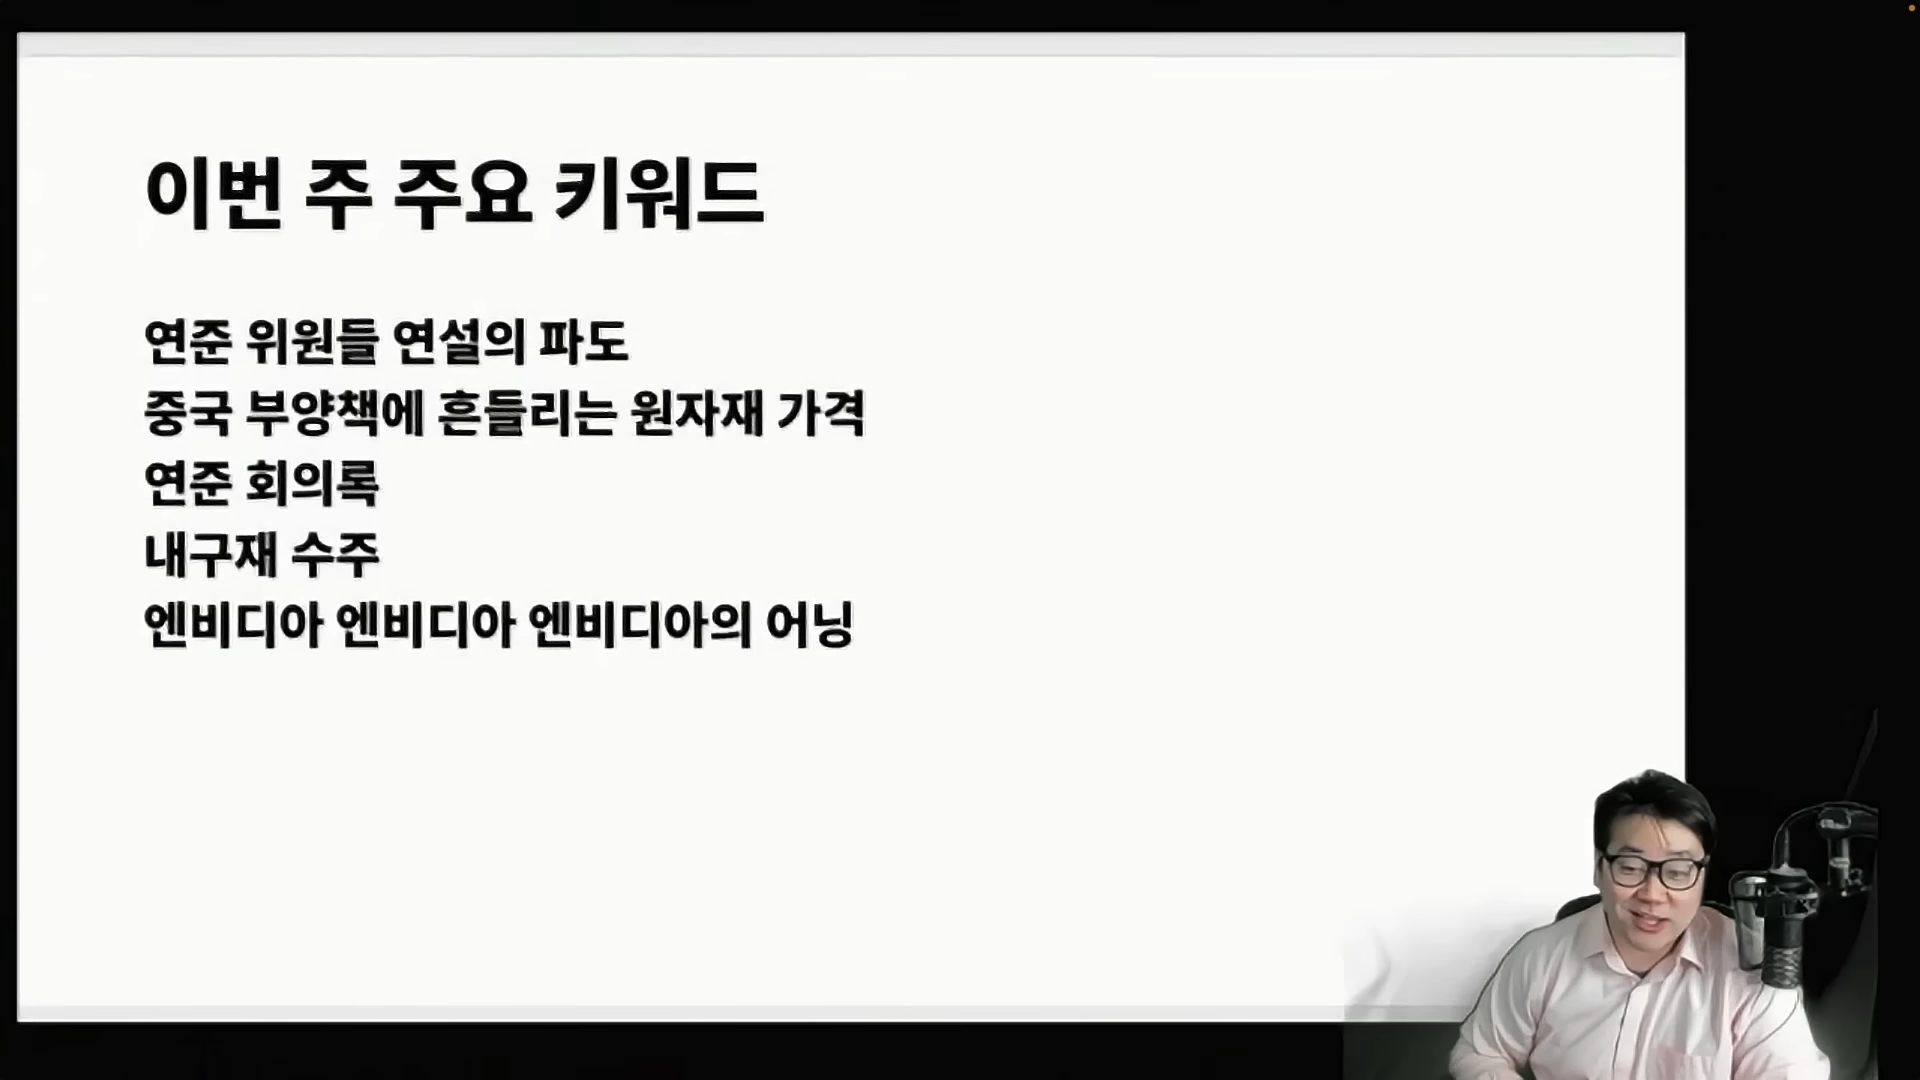 이번 주 주요 키워드
연준 위원들 연설의 파도
중국 부양책에 흔들리는 원자재 가격
연준 회의록
내구재 수주
엔비디아 엔비디아 엔비디아의 어닝